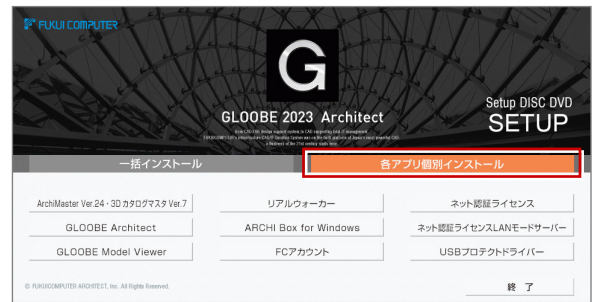 FUKUI COMPUTER
G
GLOOBE 2023 Architect
Setup DISC DVD
SETUP
一括インストール
各アプリ個別インストール
ArchiMaster Ver.24・3Dカタログマスタ Ver.7
リアルウォーカー
ネット認証ライセンス
GLOOBE Architect
ARCHI Box for Windows
ネット認証ライセンスLANモードサーバー
GLOOBE Model Viewer
FCアカウント
USBプロテクトドライバー
© FUKUICOMPUTER ARCHITECT, Inc. All Rights Reserved.
終 了